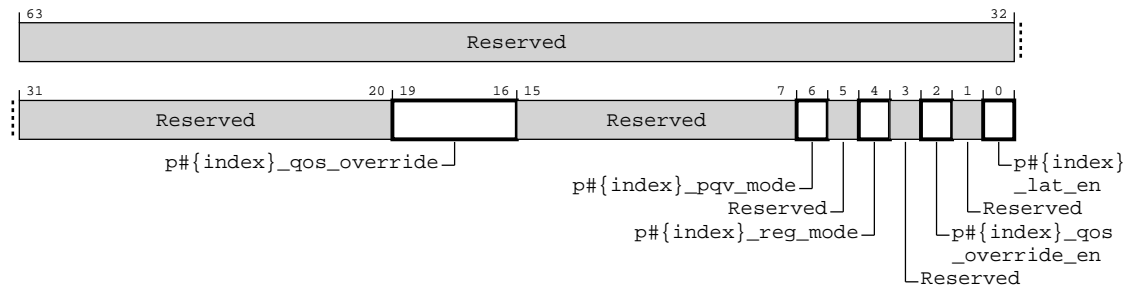 63 32
Reserved
31 20 19 16 15 7 6 5 4 3 2 1 0
Reserved Reserved
p#{index}_qos_override
p#{index}
_lat_en
p#{index}_pqv_mode
Reserved
Reserved
p#{index}_reg_mode
p#{index}_qos
_override_en
Reserved